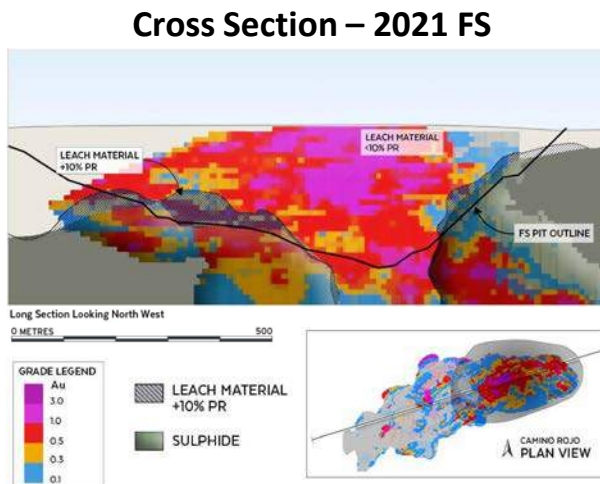 Cross Section – 2021 FS
LEACH MATERIAL
+10% PR
LEACH MATERIAL
<10% PR
FS PIT OUTLINE
Long Section Looking North West
0 METRES
500
GRADE LEGEND
Au
3.0
1.0
0.5
0.3
0.1
LEACH MATERIAL
+10% PR
SULPHIDE
CAMINO ROJO
PLAN VIEW